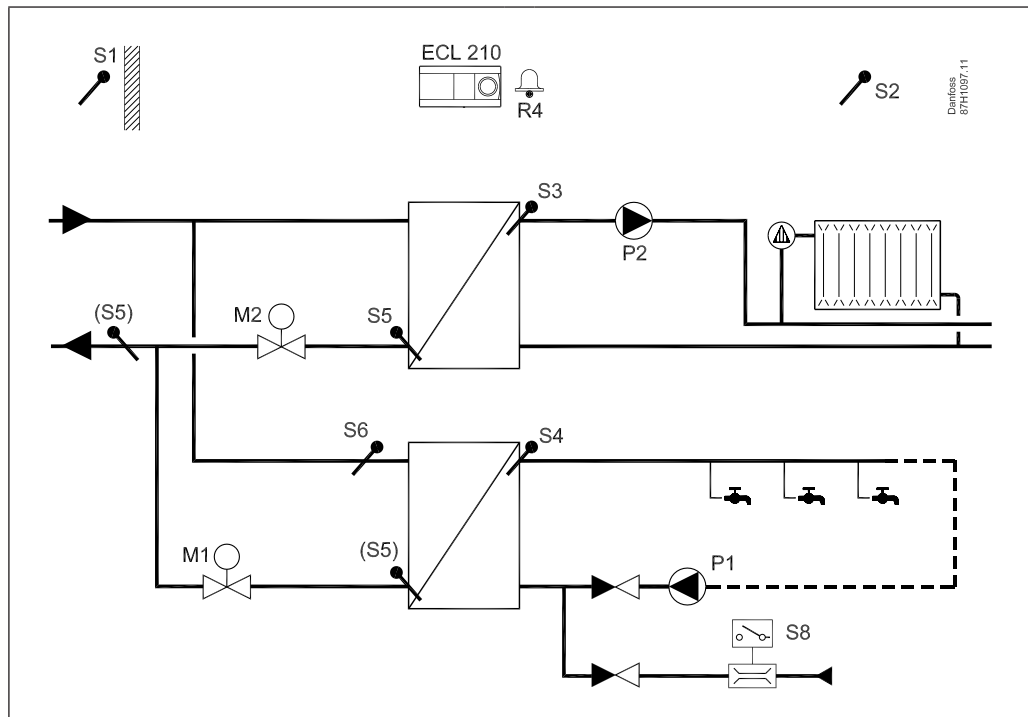 S1
ECL 210
R4
S2
Danfoss
87H1097.11
S3
P2
(S5)
M2
S5
S6
S4
M1
(S5)
P1
S8